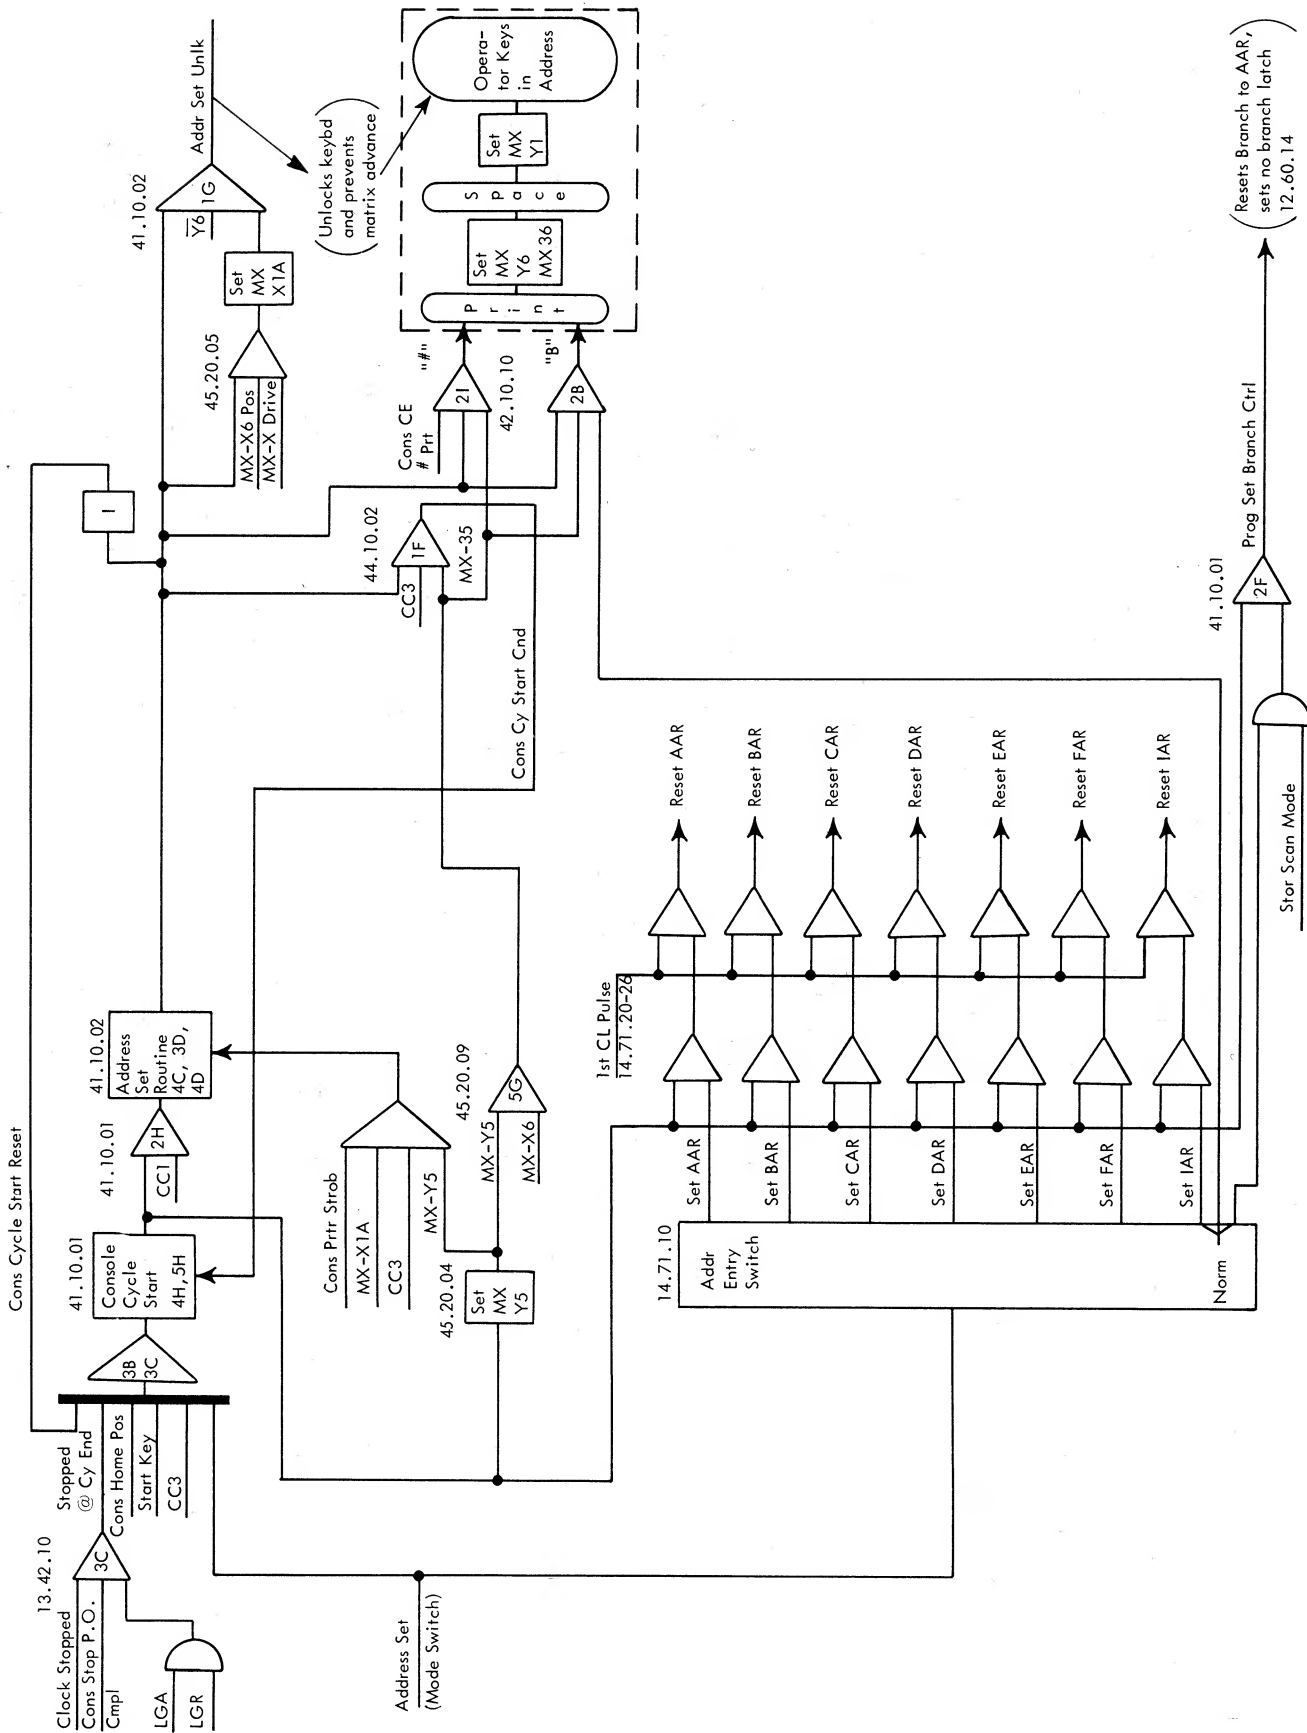 Cons Cycle Start Reset
13.42.10
Clock Stopped
Cons Stop P.O.
Cmpl
LGA
LGR
3C
Stopped
@ Cy End
Cons Home Pos
Start Key
CC3
Address Set
(Mode Switch)
3B
3C
41.10.01
Console
Cycle
Start
4H, 5H
41.10.01
2H
CC1
41.10.02
Address
Set
Routine
4C, 3D,
4D
Cons Prtr Strob
MX-X1A
CC3
MX-Y5
45.20.04
Set
MX
Y5
45.20.09
MX-Y5
MX-X6
5G
I
44.10.02
CC3
1F
MX-35
Cons Cy Start Cnd
45.20.05
MX-X6 Pos
MX-X Drive
Set
MX
X1A
41.10.02
Y6
1G
Addr Set Unlk
(Unlocks keybd
and prevents
matrix advance)
Cons CE
# Prt
2I
"#"
42.10.10
2B
"B"
Print
Set
MX
Y6
MX36
Space
Set
MX
Y1
Opera-
tor Keys
in
Address
14.71.10
Addr
Entry
Switch
Norm
Set AAR
Set BAR
Set CAR
Set DAR
Set EAR
Set FAR
Set IAR
1st CL Pulse
14.71.20-26
Reset AAR
Reset BAR
Reset CAR
Reset DAR
Reset EAR
Reset FAR
Reset IAR
Stor Scan Mode
41.10.01
2F
Prog Set Branch Ctrl
(Resets Branch to AAR,
sets no branch latch
12.60.14)